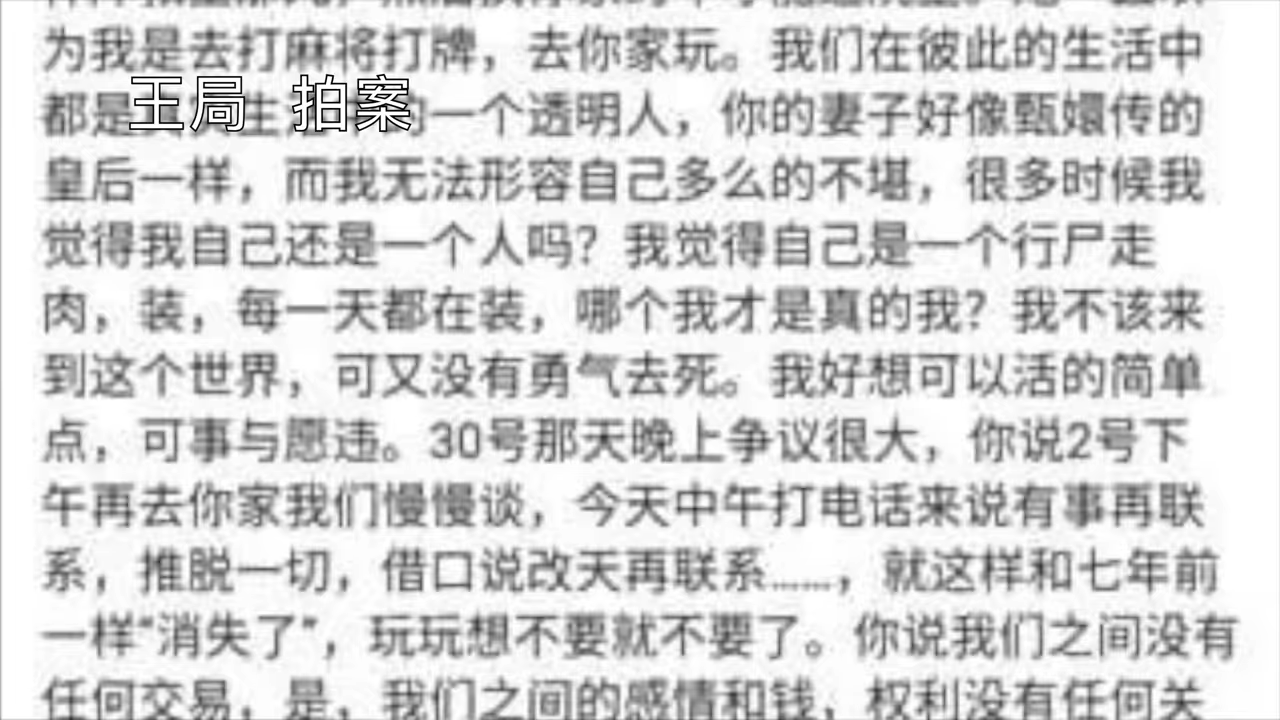 为我是去打麻将打牌，去你家玩。我们在彼此的生活中
王局 拍案
都是 生 的一个透明人，你的妻子好像甄嬛传的
皇后一样，而我无法形容自己多么的不堪，很多时候我
觉得我自己还是一个人吗？我觉得自己是一个行尸走
肉，装，每一天都在装，哪个我才是真的我？我不该来
到这个世界，可又没有勇气去死。我好想可以活的简单
点，可事与愿违。30号那天晚上争议很大，你说2号下
午再去你家我们慢慢谈，今天中午打电话来说有事再联
系，推脱一切，借口说改天再联系……，就这样和七年前
一样“消失了”，玩玩想不要就不要了。你说我们之间没有
任何交易，是，我们之间的感情和钱，权利没有任何关